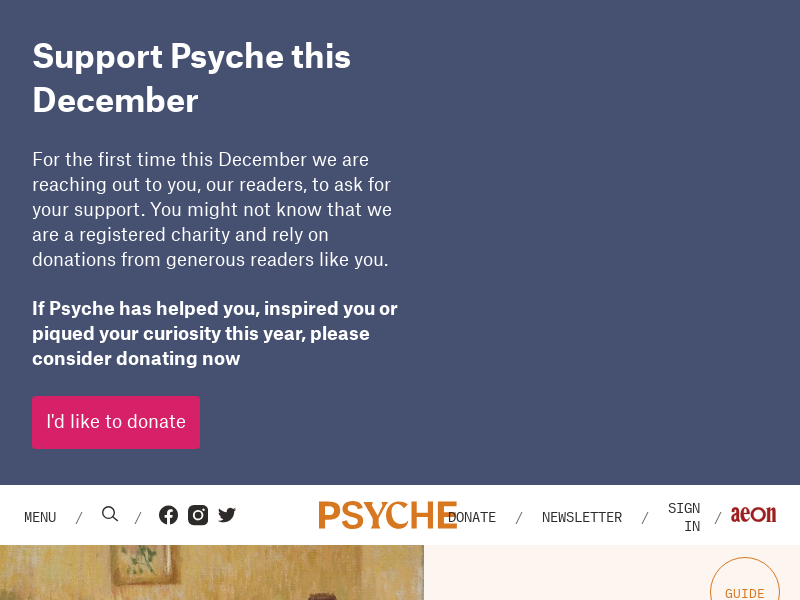 Support Psyche this
December
For the first time this December we are
reaching out to you, our readers, to ask for
your support. You might not know that we
are a registered charity and rely on
donations from generous readers like you.
If Psyche has helped you, inspired you or
piqued your curiosity this year, please
consider donating now
I'd like to donate
MENU / / PSYCHE DONATE / NEWSLETTER / SIGN IN / aeon
GUIDE